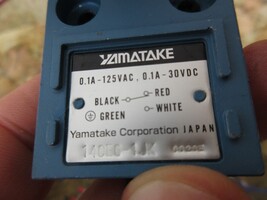 YAMATAKE
0.1A-125VAC, 0.1A-30VDC
BLACK RED
GREEN WHITE
Yamatake Corporation JAPAN